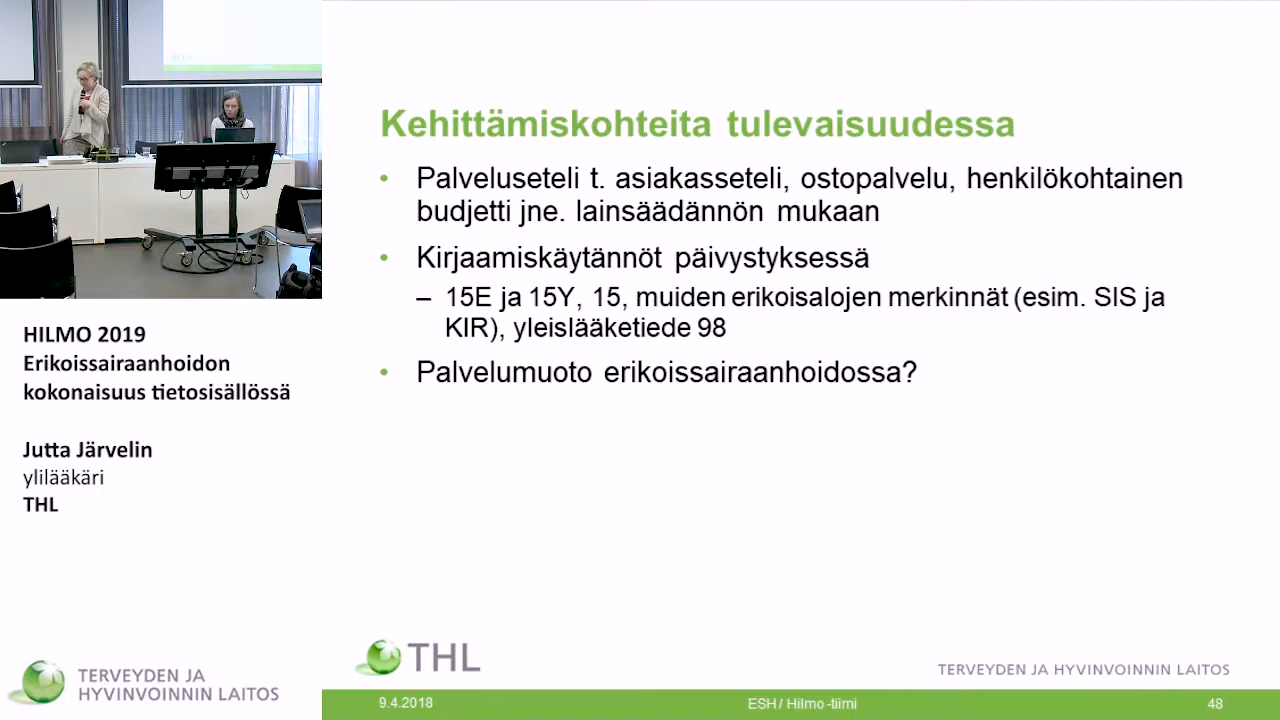 Kehittämiskohteita tulevaisuudessa
• Palveluseteli t. asiakasseteli, ostopalvelu, henkilökohtainen
budjetti jne. lainsäädännön mukaan
• Kirjaamiskäytännöt päivystyksessä
– 15E ja 15Y, 15, muiden erikoisalojen merkinnät (esim. SIS ja
KIR), yleislääketiede 98
• Palvelumuoto erikoissairaanhoidossa?
HILMO 2019
Erikoissairaanhoidon
kokonaisuus tietosisällössä
Jutta Järvelin
ylilääkäri
THL
TERVEYDEN JA
HYVINVOINNIN LAITOS
THL
TERVEYDEN JA HYVINVOINNIN LAITOS
9.4.2018
ESH / Hilmo -tiimi
48